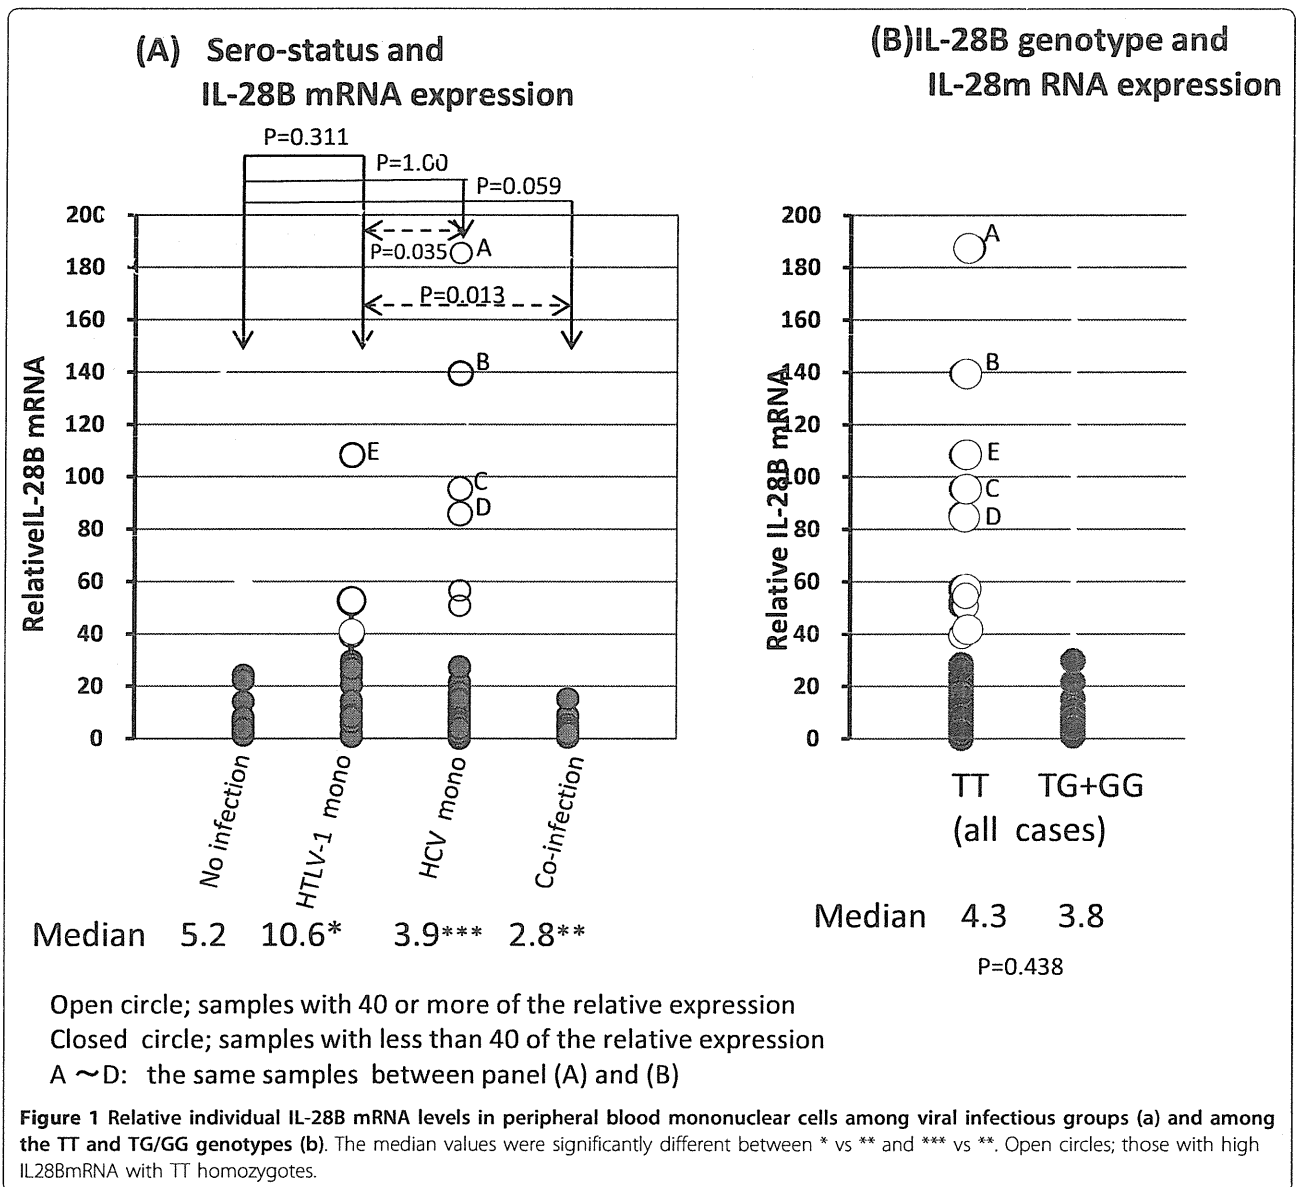 (A) Sero-status and
IL-28B mRNA expression
P=0.311
P=1.00
P=0.059
P=0.035
P=0.013
A
B
E
C
D
RelativeIL-28B mRNA
200
180
160
140
120
100
80
60
40
20
0
No infection
HTLV-1 mono
HCV mono
Co-infection
Median 5.2 10.6* 3.9*** 2.8**
(B)IL-28B genotype and
IL-28m RNA expression
Relative IL-28B mRNA
200
180
160
140
120
100
80
60
40
20
0
A
B
E
C
D
TT TG+GG
(all cases)
Median 4.3 3.8
P=0.438
Open circle; samples with 40 or more of the relative expression
Closed circle; samples with less than 40 of the relative expression
A ~D: the same samples between panel (A) and (B)
Figure 1 Relative individual IL-28B mRNA levels in peripheral blood mononuclear cells among viral infectious groups (a) and among
the TT and TG/GG genotypes (b). The median values were significantly different between * vs ** and *** vs **. Open circles; those with high
IL28BmRNA with TT homozygotes.